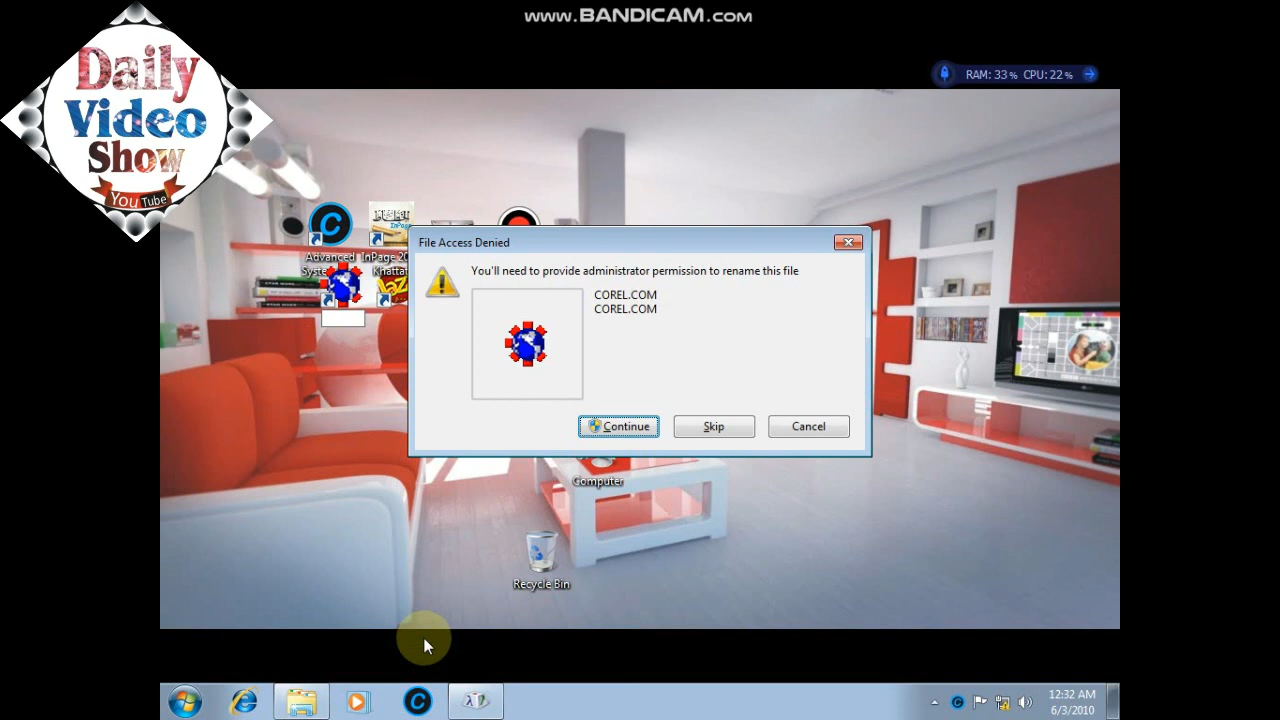 www.BANDICAM.com
Daily
Video
Show
You Tube
RAM: 33% CPU: 22%
Advanced
InPage 20
Syste
Khattat
File Access Denied
You'll need to provide administrator permission to rename this file
COREL.COM
COREL.COM
Continue
Skip
Cancel
Computer
Recycle Bin
12:32 AM
6/3/2010